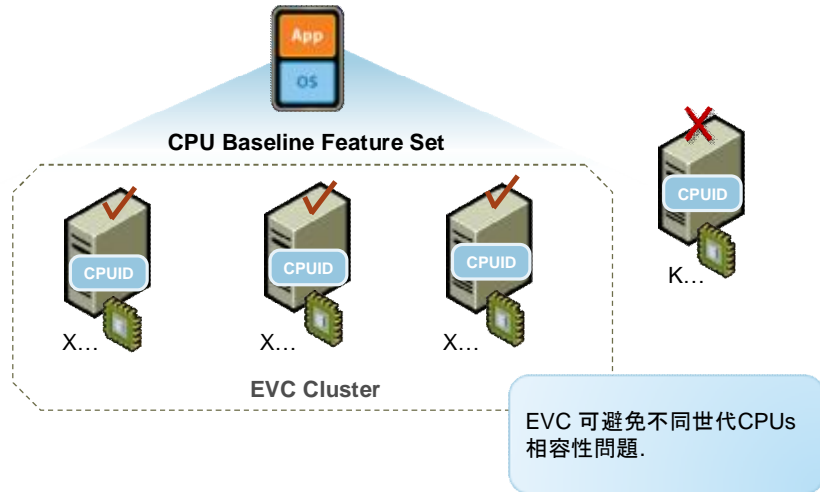 App
OS
CPU Baseline Feature Set
CPUID
CPUID
CPUID
CPUID
X…
X…
X…
K…
EVC Cluster
EVC 可避免不同世代CPUs
相容性問題.